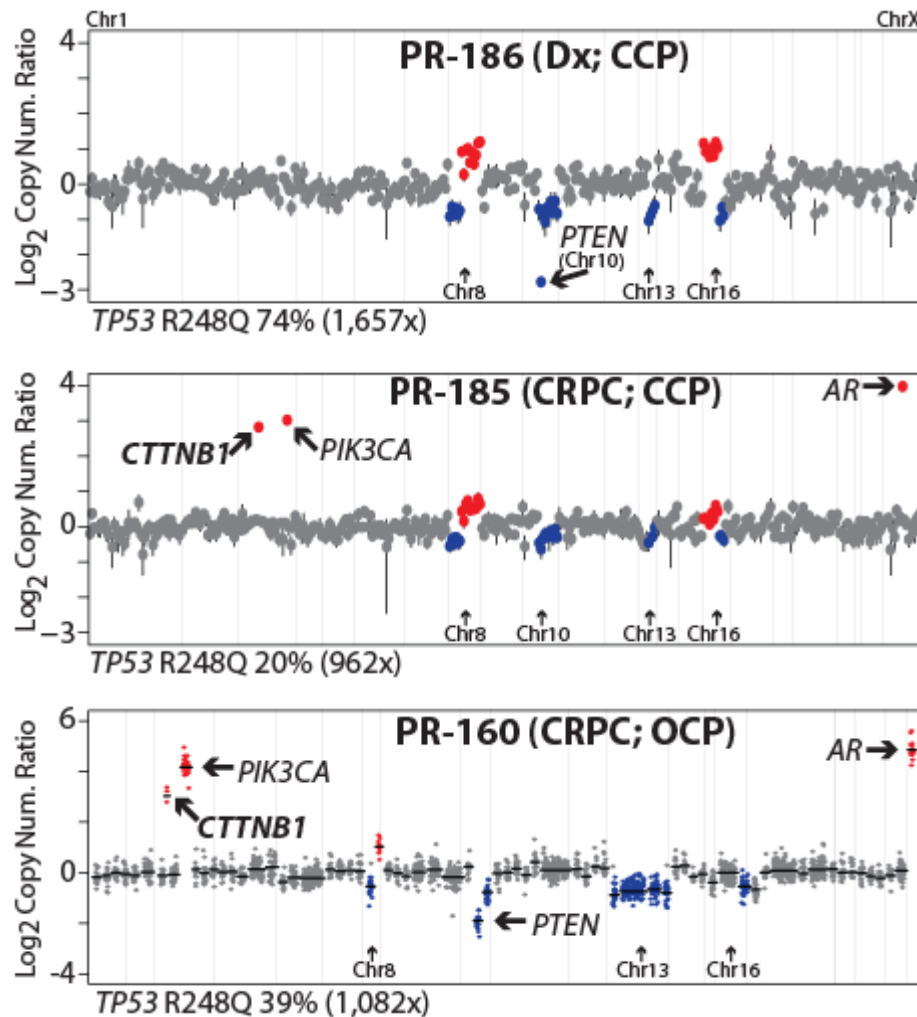 Chr1 ChrX
PR-186 (Dx; CCP)
Log2 Copy Num. Ratio
4
0
−3
PTEN
(Chr10)
Chr8 Chr13 Chr16
TP53 R248Q 74% (1,657x)
PR-185 (CRPC; CCP)
Log2 Copy Num. Ratio
4
0
−3
AR
CTTNB1 PIK3CA
Chr8 Chr10 Chr13 Chr16
TP53 R248Q 20% (962x)
PR-160 (CRPC; OCP)
Log2 Copy Num. Ratio
6
0
-4
AR
PIK3CA
CTTNB1
PTEN
Chr8 Chr13 Chr16
TP53 R248Q 39% (1,082x)